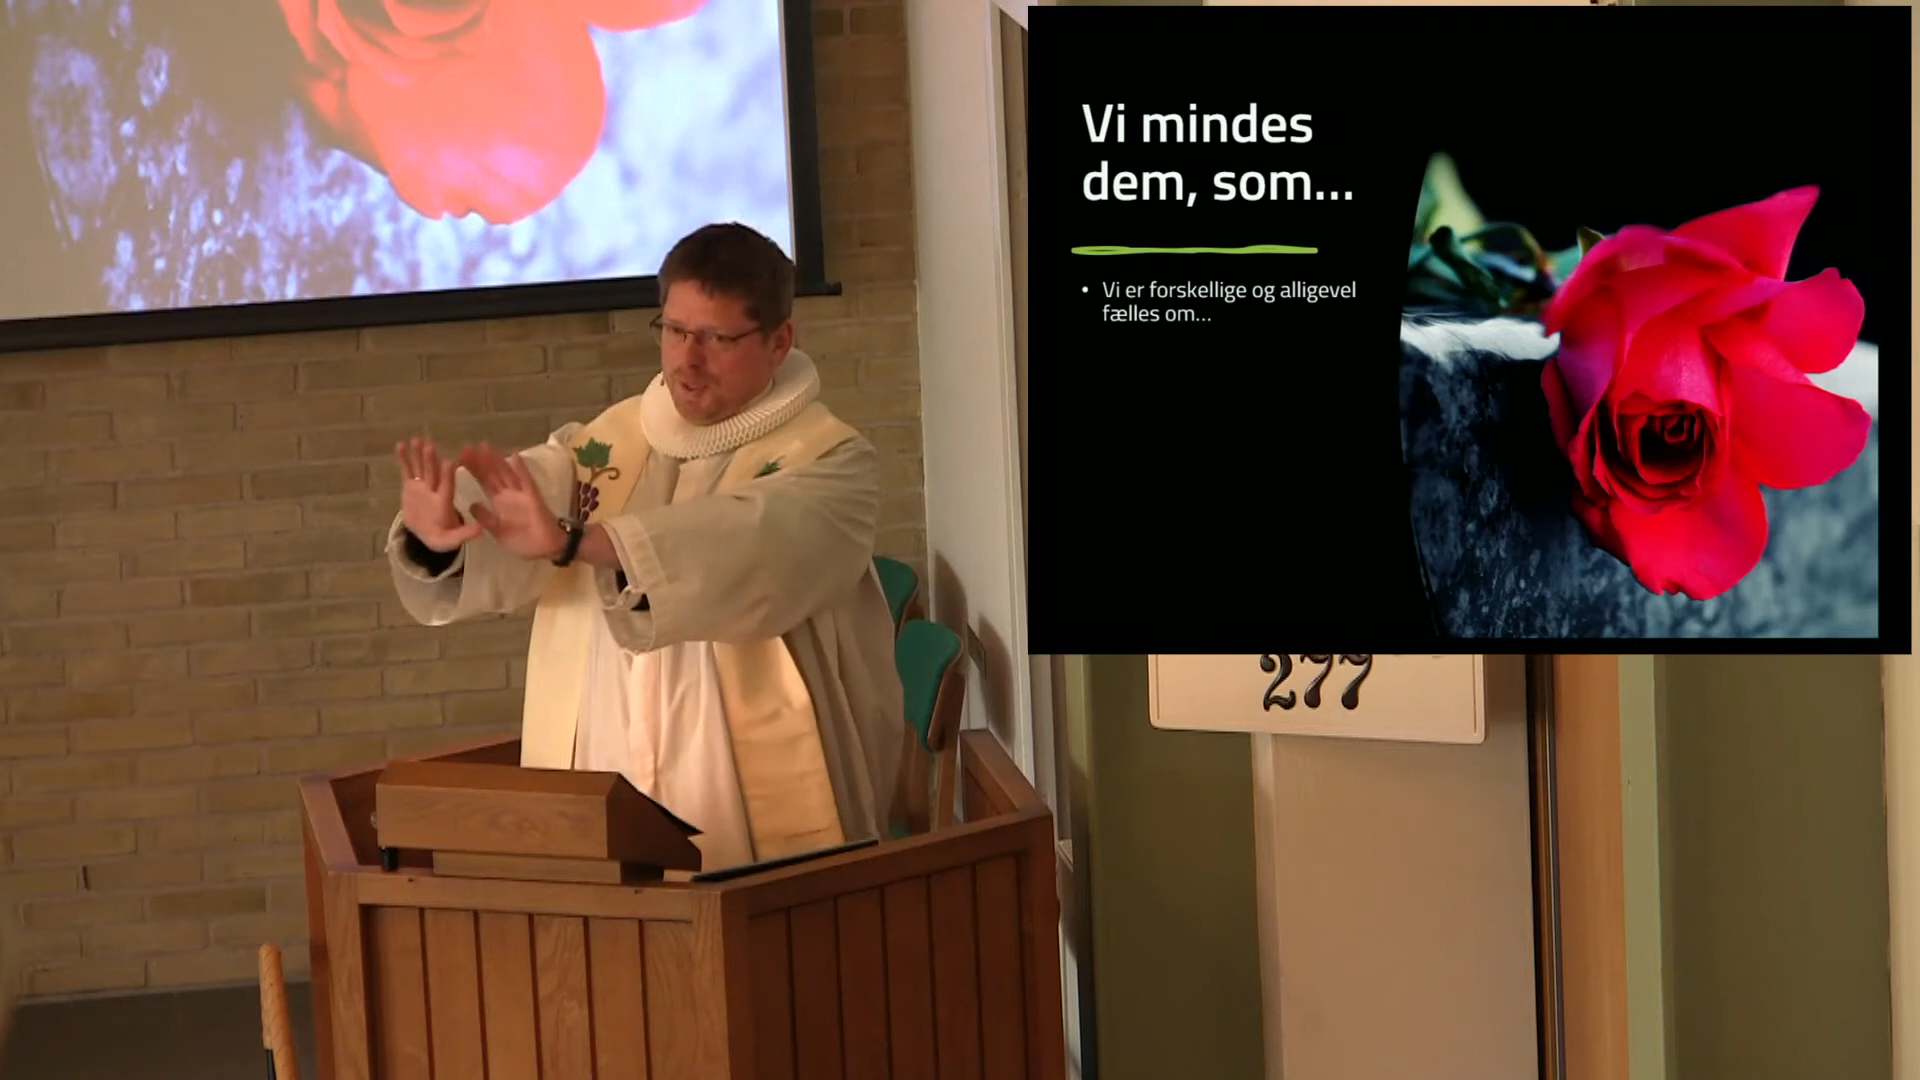 Vi mindes
dem, som...
• Vi er forskellige og alligevel
fælles om...
277